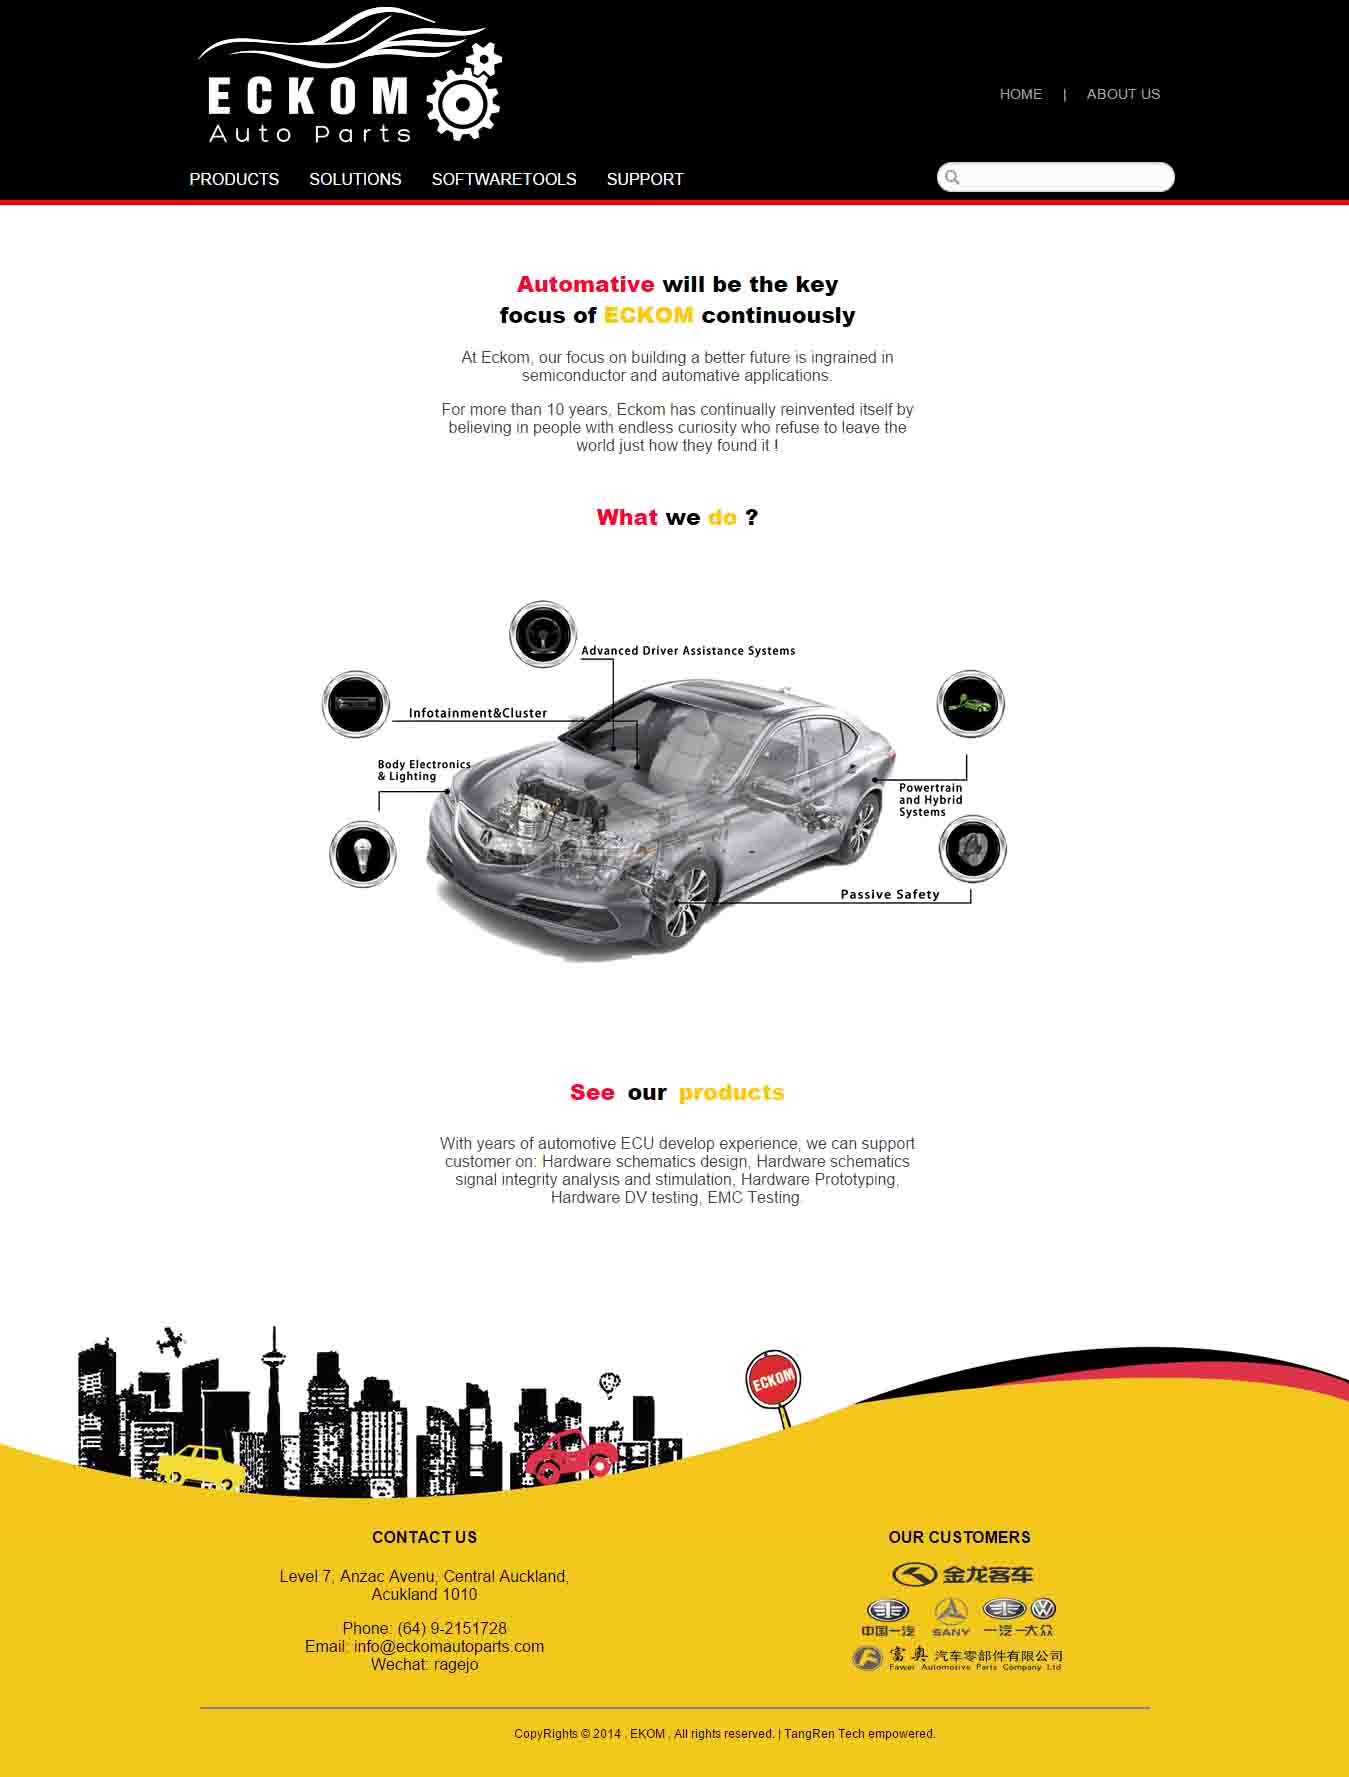 ECKOM
Auto Parts
HOME | ABOUT US
PRODUCTS SOLUTIONS SOFTWARETOOLS SUPPORT
Automative will be the key
focus of ECKOM continuously
At Eckom, our focus on building a better future is ingrained in
semiconductor and automative applications.
For more than 10 years, Eckom has continually reinvented itself by
believing in people with endless curiosity who refuse to leave the
world just how they found it !
What we do ?
Advanced Driver Assistance Systems
Infotainment&Cluster
Body Electronics
& Lighting
Powertrain
and Hybrid
Systems
Passive Safety
See our products
With years of automotive ECU develop experience, we can support
customer on: Hardware schematics design, Hardware schematics
signal integrity analysis and stimulation, Hardware Prototyping,
Hardware DV testing, EMC Testing.
ECKOM
CONTACT US
Level 7, Anzac Avenu, Central Auckland,
Acukland 1010
Phone: (64) 9-2151728
Email: info@eckomautoparts.com
Wechat: ragejo
OUR CUSTOMERS
金龙客车
中国一汽 SANY 一汽-大众
富奥 汽车零部件有限公司
Fawer Automotive Parts Company Ltd
CopyRights © 2014 . EKOM . All rights reserved. | TangRen Tech empowered.